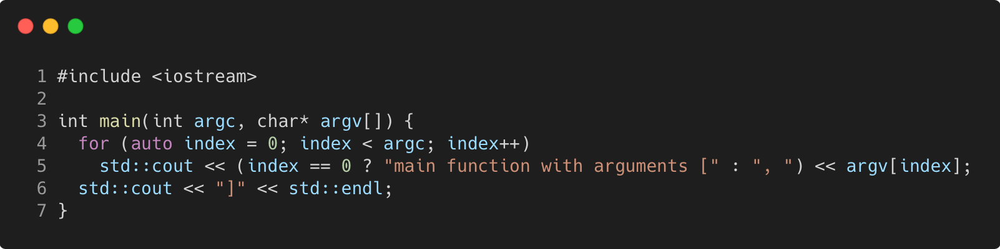 1 #include <iostream>
2
3 int main(int argc, char* argv[]) {
4   for (auto index = 0; index < argc; index++)
5     std::cout << (index == 0 ? "main function with arguments [" : ", ") << argv[index];
6   std::cout << "]" << std::endl;
7 }